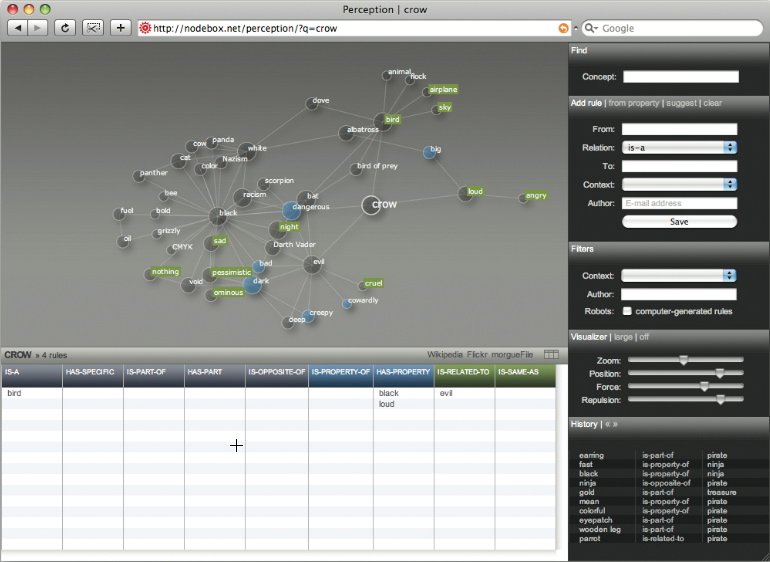 Perception | crow
http://nodebox.net/perception/?q=crow
Google
animal
flock
airplane
dove
sky
bird
albatross
panda
cow
white
big
cat
Nazism
color
bird of prey
panther
scorpion
loud
bee
racism
bat
angry
dangerous
crow
fuel
bold
black
night
grizzly
oil
sad
CMYK
Darth Vader
bad
evil
nothing
pessimistic
void
dark
cruel
ominous
cowerdly
creepy
deep
CROW » 4 rules
Wikipedia Flickr morgueFile
IS-A HAS-SPECIFIC IS-PART-OF HAS-PART IS-OPPOSITE-OF IS-PROPERTY-OF HAS-PROPERTY IS-RELATED-TO IS-SAME-AS
bird black evil
loud
Find
Concept:
Add rule | from property | suggest | clear
From:
Relation: is-a
To:
Context:
Author: E-mail address
Save
Filters
Context:
Author:
Robots: computer-generated rules
Visualizer | large | off
Zoom:
Position:
Force:
Repulsion:
History | « »
earring is-part-of pirate
fast is-property-of ninja
black is-property-of ninja
ninja is-opposite-of pirate
gold is-part-of treasure
mean is-property-of pirate
colorful is-property-of pirate
eyepatch is-part-of pirate
wooden leg is-part-of pirate
parrot is-related-to pirate